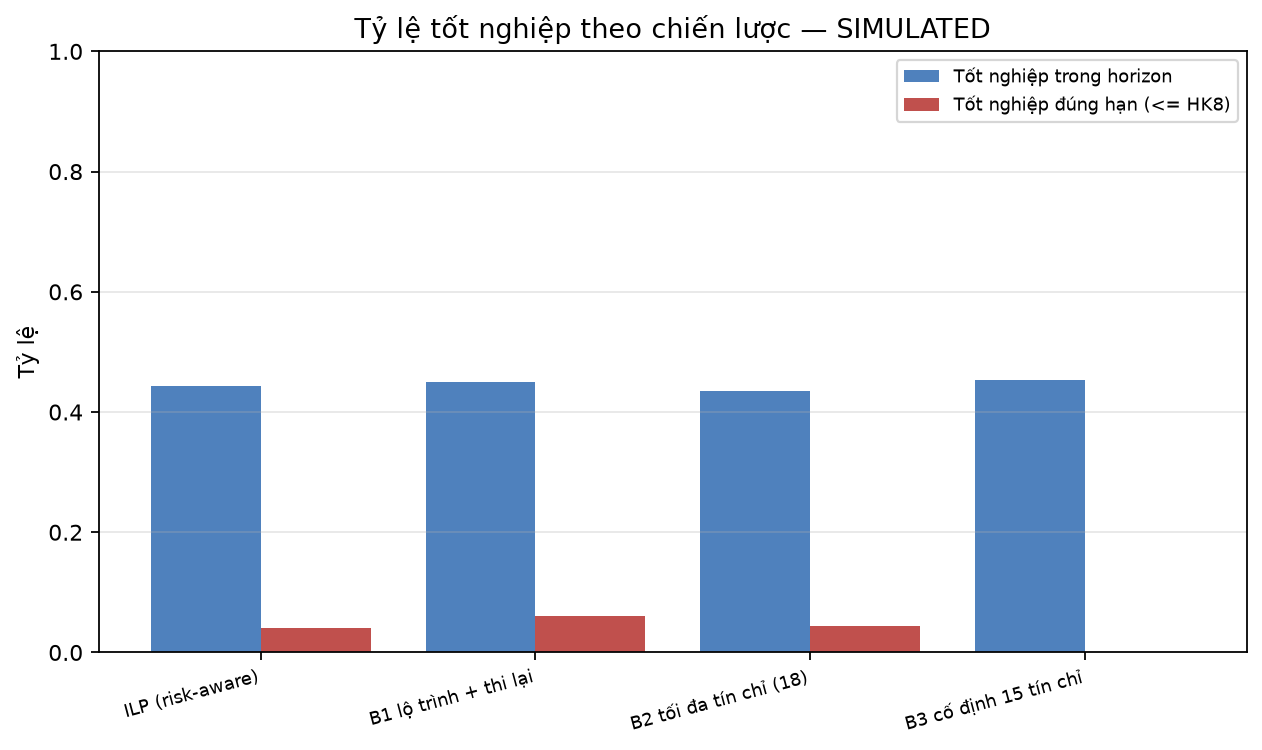 Tỷ lệ tốt nghiệp theo chiến lược — SIMULATED
Tốt nghiệp trong horizon
Tốt nghiệp đúng hạn (<= HK8)
Tỷ lệ
1.0
0.8
0.6
0.4
0.2
0.0
ILP (risk-aware)
B1 lộ trình + thi lại
B2 tối đa tín chỉ (18)
B3 cố định 15 tín chỉ